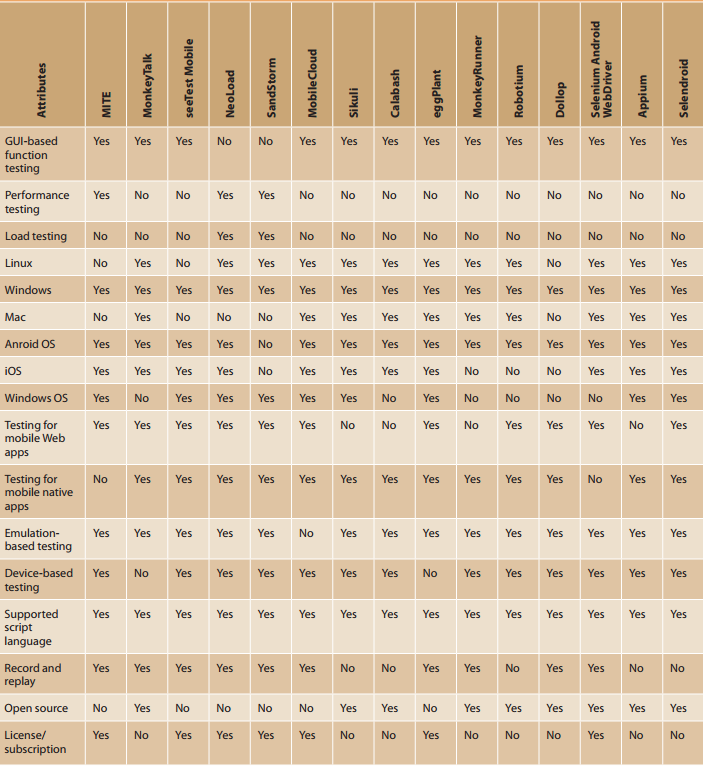 Attributes MITE MonkeyTalk seeTest Mobile NeoLoad SandStorm MobileCloud Sikuli Calabash eggPlant MonkeyRunner Robotium Dollop Selenium Android WebDriver Appium Selendroid
GUI-based function testing Yes Yes Yes No No Yes Yes Yes Yes Yes Yes Yes Yes Yes Yes
Performance testing Yes No No Yes Yes No No No No No No No No No No
Load testing No No No Yes Yes No No No No No No No No No No
Linux No Yes No Yes Yes Yes Yes Yes Yes Yes Yes No Yes Yes Yes
Windows Yes Yes Yes Yes Yes Yes Yes Yes Yes Yes Yes Yes Yes Yes Yes
Mac No Yes No No No Yes Yes Yes Yes Yes Yes No Yes Yes Yes
Anroid OS Yes Yes Yes Yes No Yes Yes Yes Yes Yes Yes Yes Yes Yes Yes
iOS Yes Yes Yes Yes No Yes Yes Yes Yes No No No Yes Yes Yes
Windows OS Yes No Yes Yes Yes Yes Yes No Yes No No No No Yes Yes
Testing for mobile Web apps Yes Yes Yes Yes Yes Yes No No Yes No Yes Yes Yes No Yes
Testing for mobile native apps No Yes Yes Yes Yes Yes Yes Yes Yes Yes Yes Yes No Yes Yes
Emulation-based testing Yes Yes Yes Yes Yes No Yes Yes Yes Yes Yes Yes Yes Yes Yes
Device-based testing Yes No Yes Yes Yes Yes Yes Yes No Yes Yes Yes Yes Yes Yes
Supported script language Yes Yes Yes Yes Yes Yes Yes Yes Yes Yes Yes Yes Yes Yes Yes
Record and replay Yes Yes Yes Yes Yes Yes No No Yes Yes No Yes Yes No No
Open source No Yes No No No No Yes Yes No Yes Yes Yes Yes Yes Yes
License/ subscription Yes No Yes Yes Yes Yes No No Yes No No No Yes No No